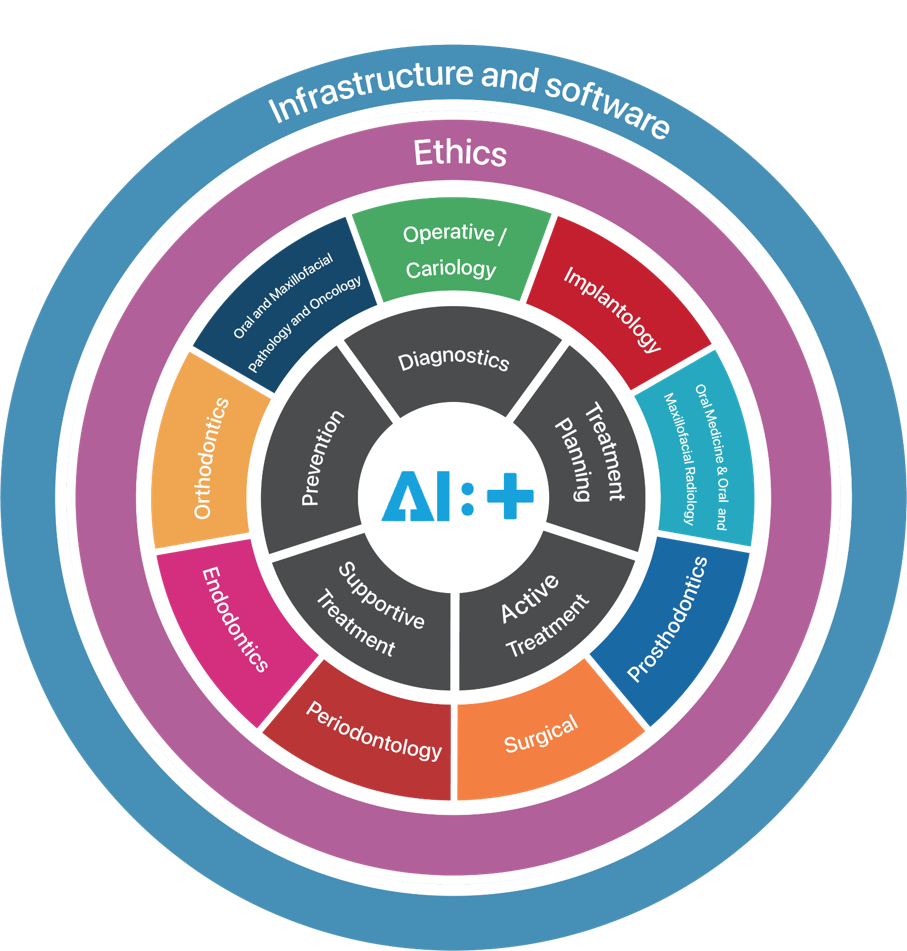 Infrastructure and software
Ethics
Operative /
Cariology
Implantology
Oral Medicine & Oral and
Maxillofacial Radiology
Prosthodontics
Surgical
Periodontology
Endodontics
Orthodontics
Oral and Maxillofacial
Pathology and Oncology
Diagnostics
Treatment
Planning
Active
Treatment
Supportive
Treatment
Prevention
AI:+